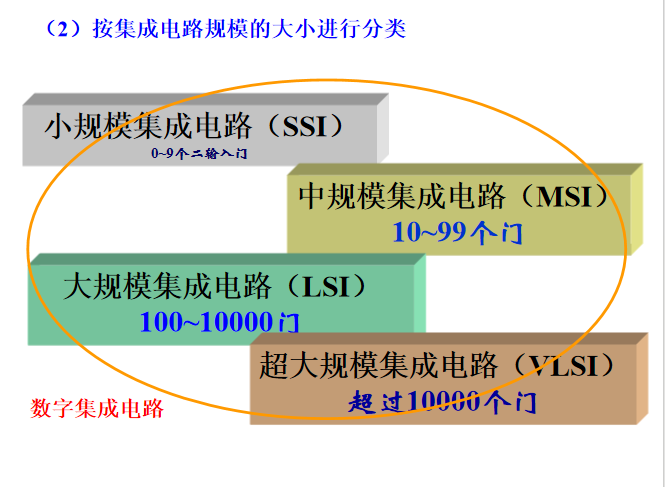 （2）按集成电路规模的大小进行分类
小规模集成电路（SSI）
0~9个二输入门
中规模集成电路（MSI）
10~99个门
大规模集成电路（LSI）
100~10000门
超大规模集成电路（VLSI）
超过10000个门
数字集成电路